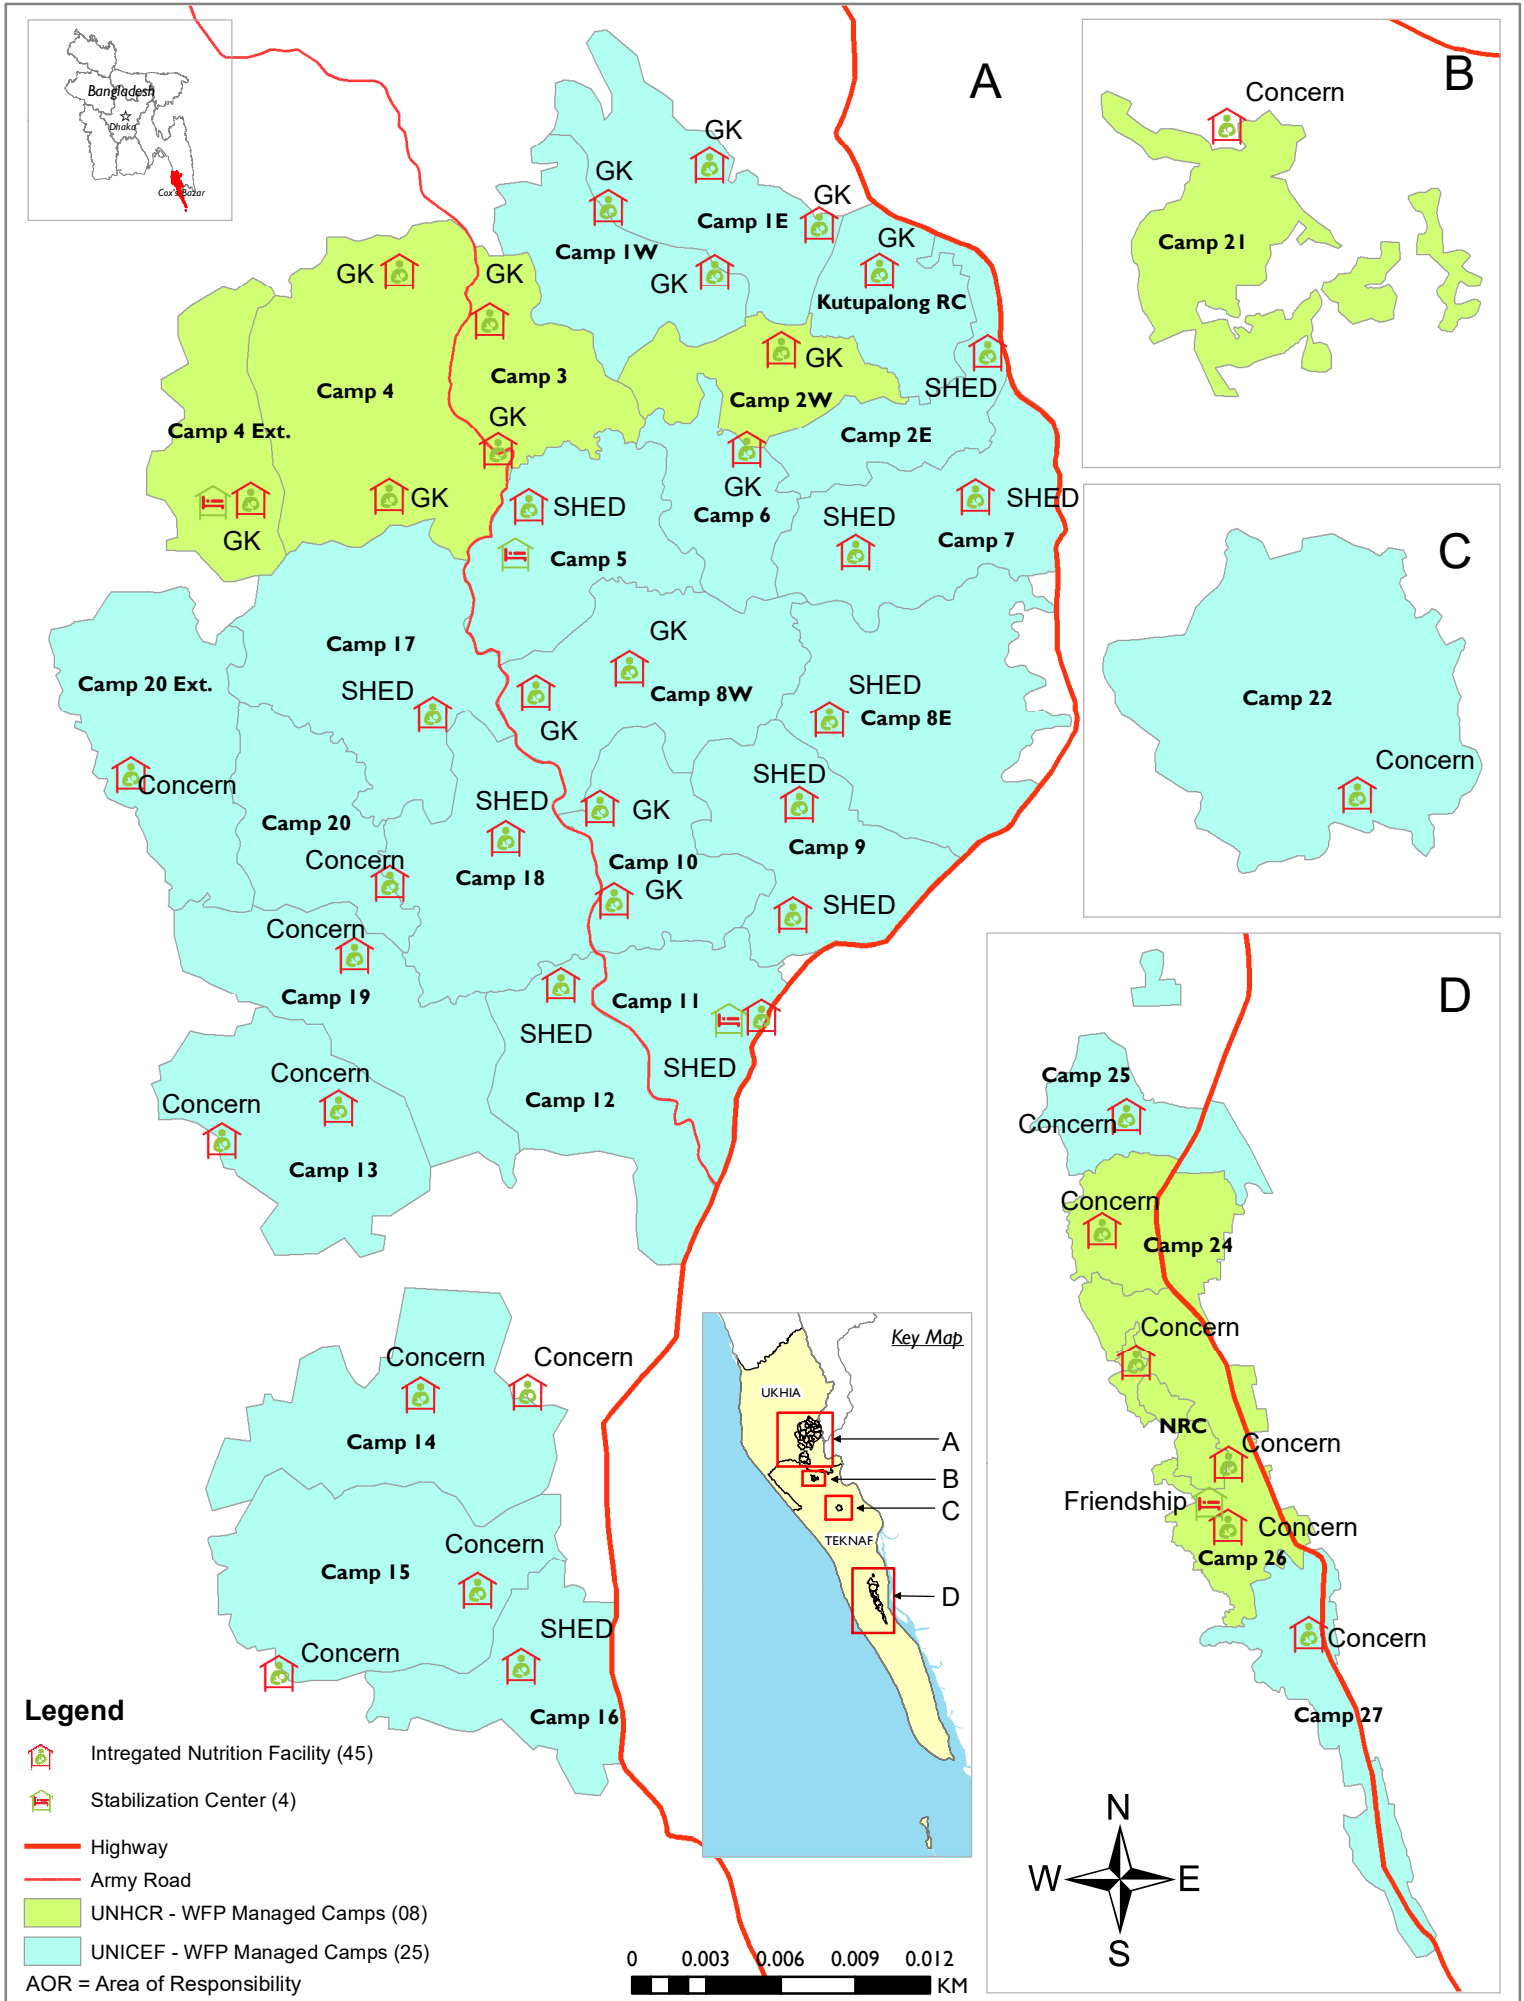 Bangladesh
Dhaka
Cox's Bazar
A
GK
GK
GK
Camp 1E
Camp 1W
GK
GK
Kutupalong RC
GK
GK
Camp 4
Camp 3
GK
Camp 2W
SHED
Camp 2E
GK
Camp 4 Ext.
GK
GK
SHED
GK
Camp 6
SHED
SHED
Camp 7
Camp 5
Camp 17
GK
Camp 20 Ext.
SHED
Camp 8W
SHED
Camp 8E
GK
Concern
SHED
SHED
GK
Camp 20
Camp 9
Concern
Camp 18
Camp 10
GK
SHED
Concern
Camp 19
Camp 11
SHED
SHED
Concern
Concern
Camp 12
Camp 13
Concern
Concern
Camp 14
Concern
Camp 15
SHED
Concern
Camp 16
B
Concern
Camp 21
C
Camp 22
Concern
D
Camp 25
Concern
Concern
Camp 24
Concern
NRC
Concern
Friendship
Concern
Camp 26
Concern
Camp 27
N
W
E
S
Key Map
UKHIA
A
B
C
TEKNAF
D
Legend
Intregated Nutrition Facility (45)
Stabilization Center (4)
Highway
Army Road
UNHCR - WFP Managed Camps (08)
UNICEF - WFP Managed Camps (25)
AOR = Area of Responsibility
0 0.003 0.006 0.009 0.012
KM